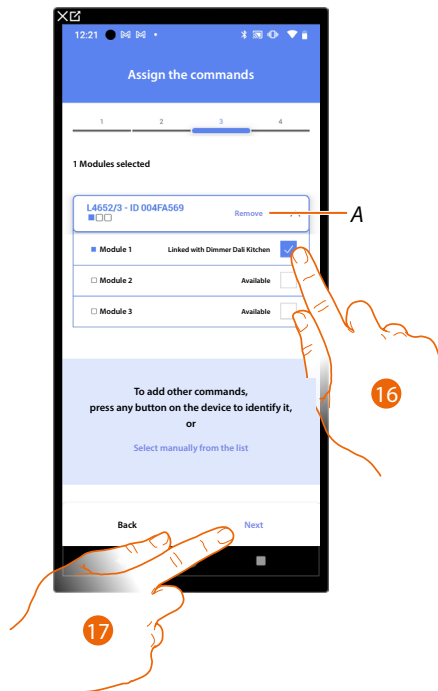 12:21
Assign the commands
1 2 3 4
1 Modules selected
L4652/3 - ID 004FA569
Remove
A
Module 1 Linked with Dimmer Dali Kitchen
Module 2 Available
Module 3 Available
16
To add other commands,
press any button on the device to identify it,
or
Select manually from the list
Back Next
17